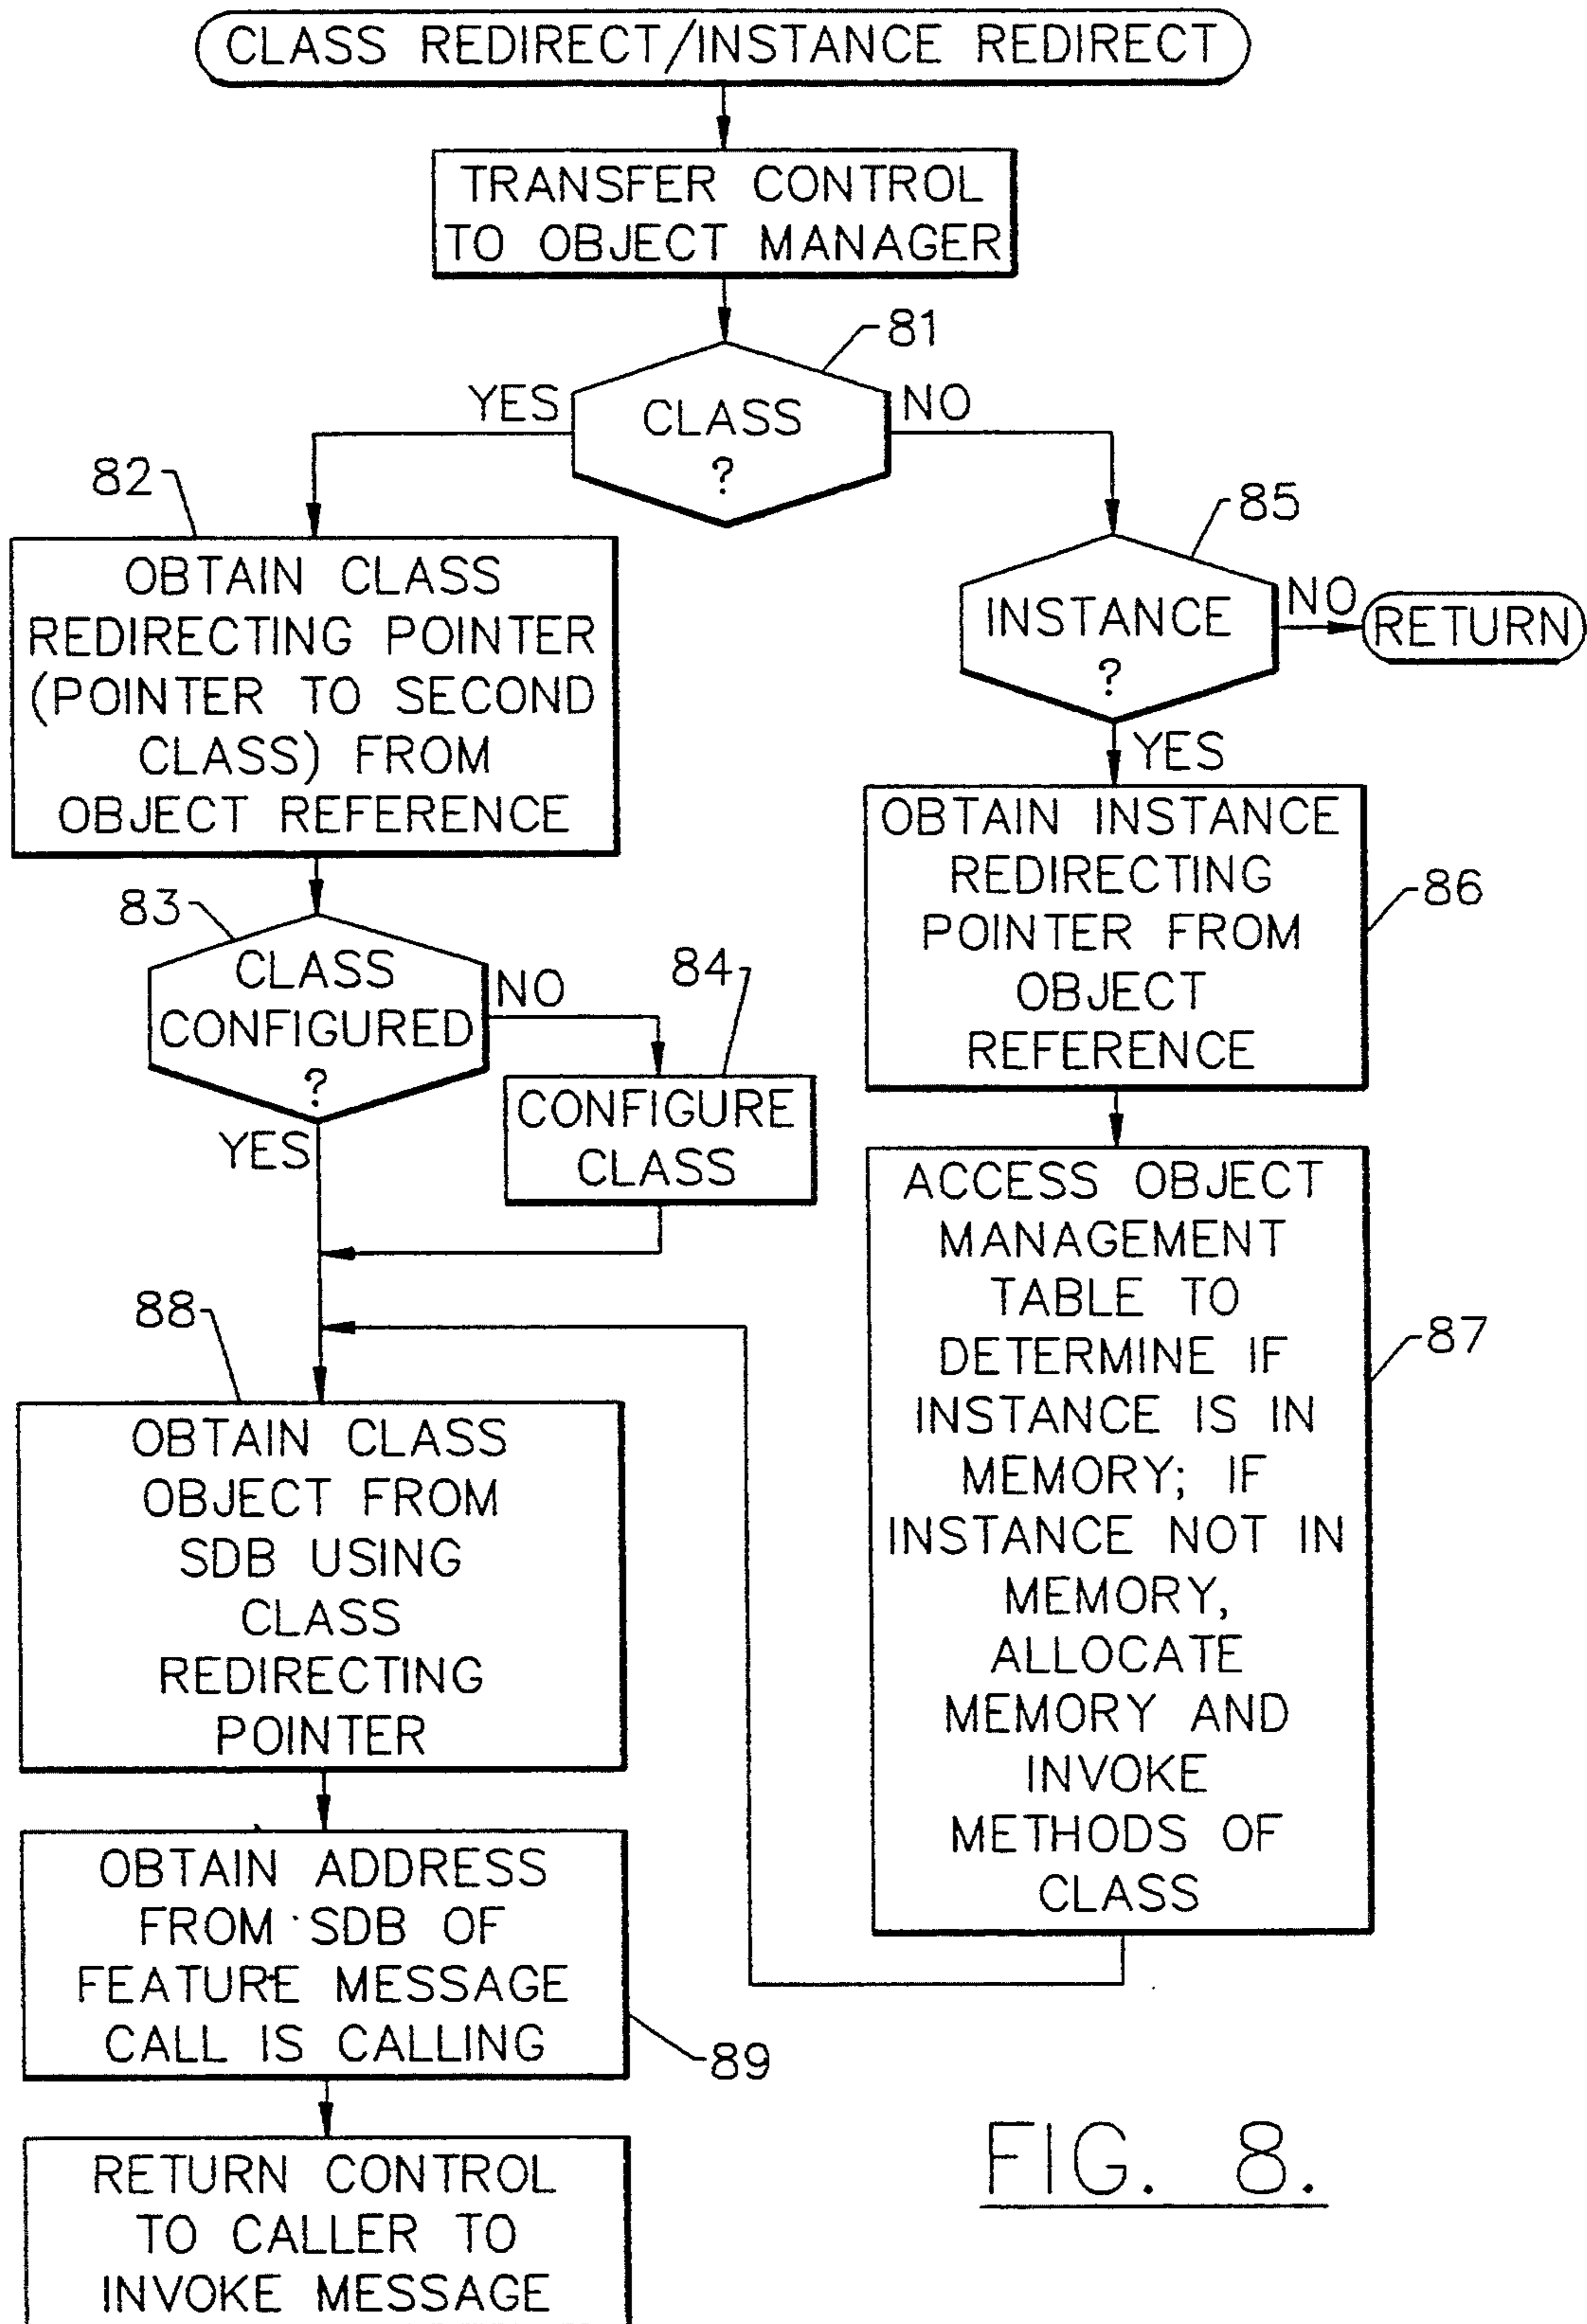 CLASS REDIRECT/INSTANCE REDIRECT
TRANSFER CONTROL
TO OBJECT MANAGER
81
YES
CLASS
?
NO
82
OBTAIN CLASS
REDIRECTING POINTER
(POINTER TO SECOND
CLASS) FROM
OBJECT REFERENCE
85
INSTANCE
?
NO
RETURN
YES
83
CLASS
CONFIGURED
?
NO
YES
84
CONFIGURE
CLASS
OBTAIN INSTANCE
REDIRECTING
POINTER FROM
OBJECT
REFERENCE
86
ACCESS OBJECT
MANAGEMENT
TABLE TO
DETERMINE IF
INSTANCE IS IN
MEMORY; IF
INSTANCE NOT IN
MEMORY,
ALLOCATE
MEMORY AND
INVOKE
METHODS OF
CLASS
87
88
OBTAIN CLASS
OBJECT FROM
SDB USING
CLASS
REDIRECTING
POINTER
OBTAIN ADDRESS
FROM SDB OF
FEATURE MESSAGE
CALL IS CALLING
89
RETURN CONTROL
TO CALLER TO
INVOKE MESSAGE
FIG. 8.